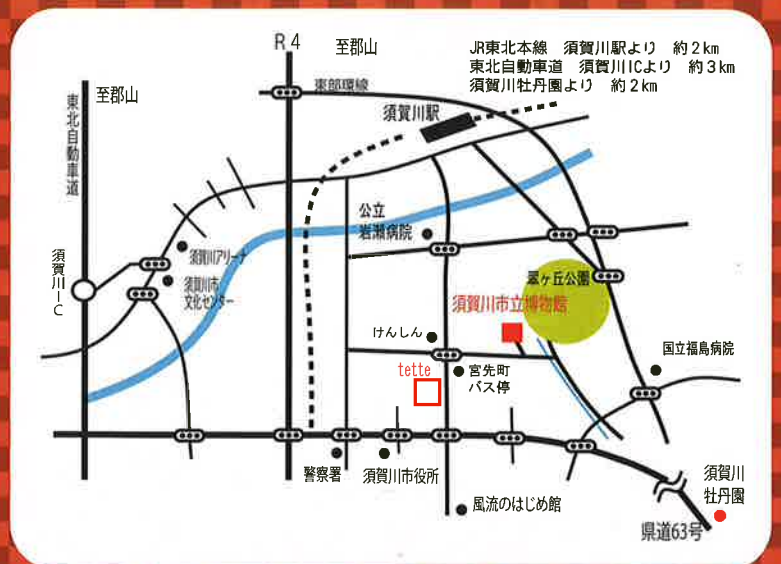 R4
至郡山
JR東北本線 須賀川駅より 約2km
東北自動車道 須賀川ICより 約3km
須賀川牡丹園より 約2km
至郡山
東北自動車道
東部環線
須賀川駅
公立
岩瀬病院
須賀川アリーナ
須賀川市
文化センター
須賀川IC
翠ヶ丘公園
須賀川市立博物館
けんしん
国立福島病院
tette
宮先町
バス停
警察署
須賀川市役所
風流のはじめ館
須賀川
牡丹園
県道63号